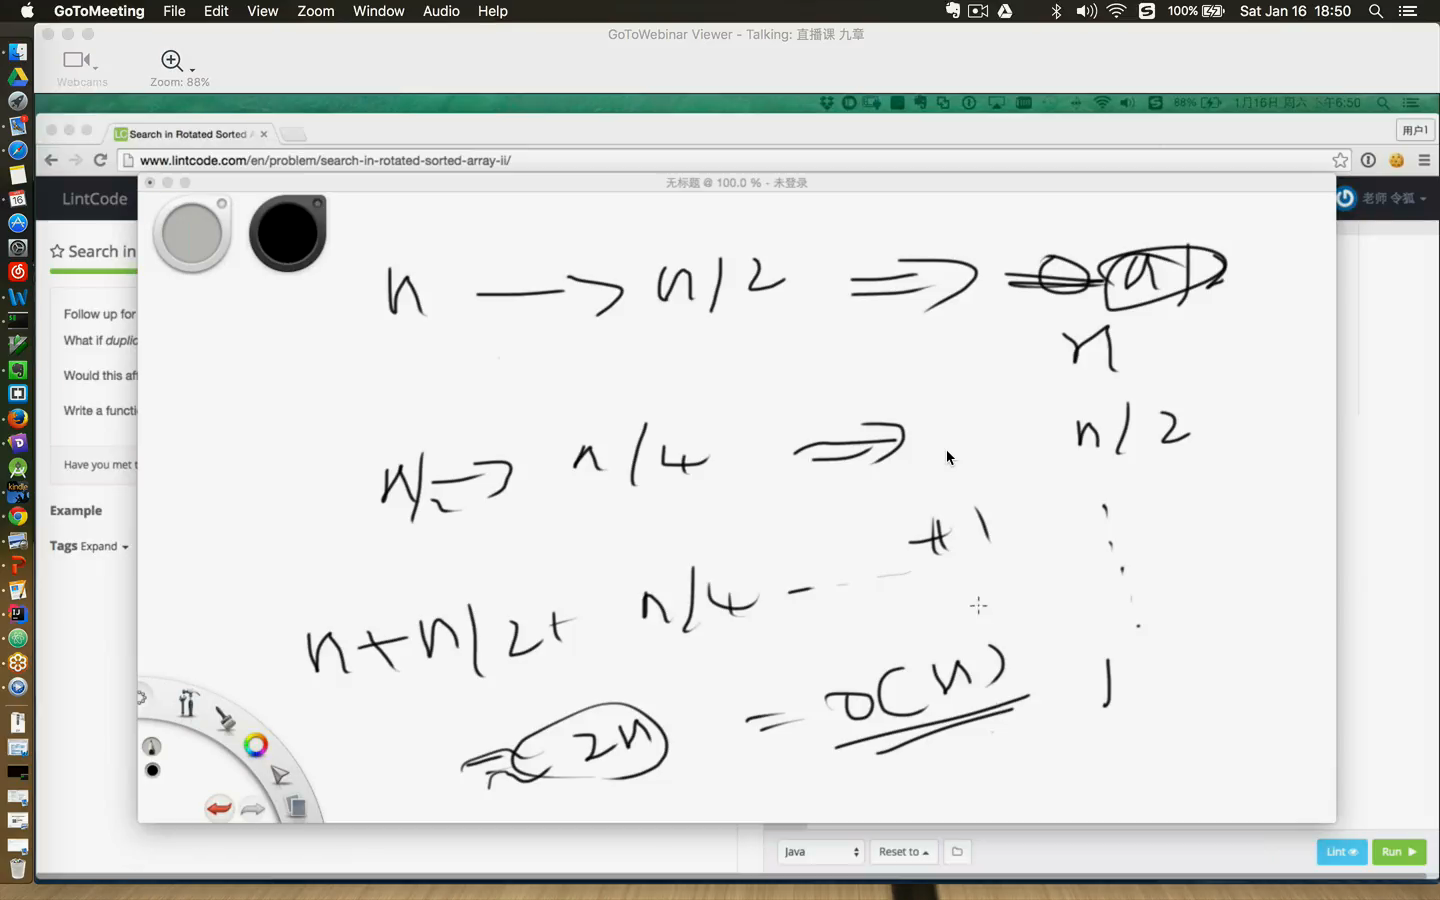 GoToMeeting File Edit View Zoom Window Audio Help 100% Sat Jan 16 18:50
GoToWebinar Viewer - Talking: 直播课 九章
Webcams Zoom: 88%
88% 1月16日 周六 下午6:50
Search in Rotated Sorted A 用户1
www.lintcode.com/en/problem/search-in-rotated-sorted-array-ii/
无标题 @ 100.0 % - 未登录
LintCode 老师 令狐
Search in
Follow up for
What if duplic
Would this aff
Write a functi
Have you met t
Example
Tags Expand
n → n/2 ⇒
n
n/2 → n/4 ⇒ n/2
n+n/2+ n/4 - - - +1
≈ 2n = O(n) 1
Java Reset to Lint Run
16
kindle